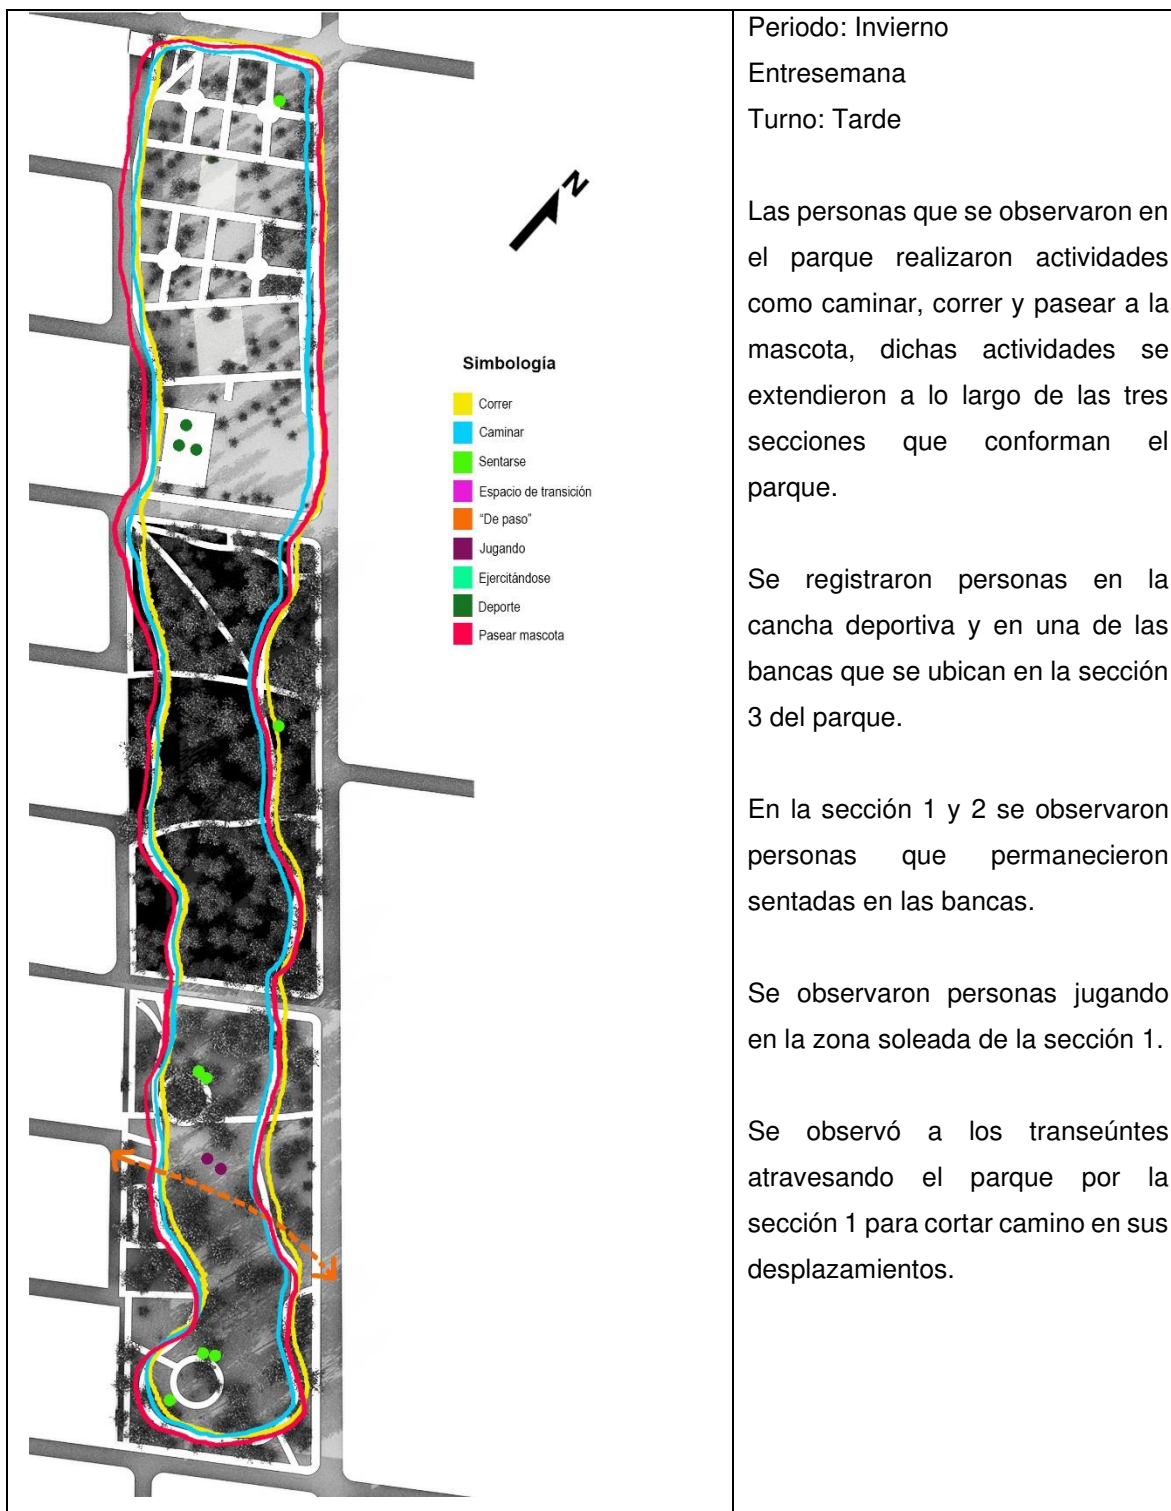 N
Simbología
Correr
Caminar
Sentarse
Espacio de transición
"De paso"
Jugando
Ejercitándose
Deporte
Pasear mascota
Periodo: Invierno
Entresemana
Turno: Tarde
Las personas que se observaron en
el parque realizaron actividades
como caminar, correr y pasear a la
mascota, dichas actividades se
extendieron a lo largo de las tres
secciones que conforman el
parque.
Se registraron personas en la
cancha deportiva y en una de las
bancas que se ubican en la sección
3 del parque.
En la sección 1 y 2 se observaron
personas que permanecieron
sentadas en las bancas.
Se observaron personas jugando
en la zona soleada de la sección 1.
Se observó a los transeúntes
atravesando el parque por la
sección 1 para cortar camino en sus
desplazamientos.